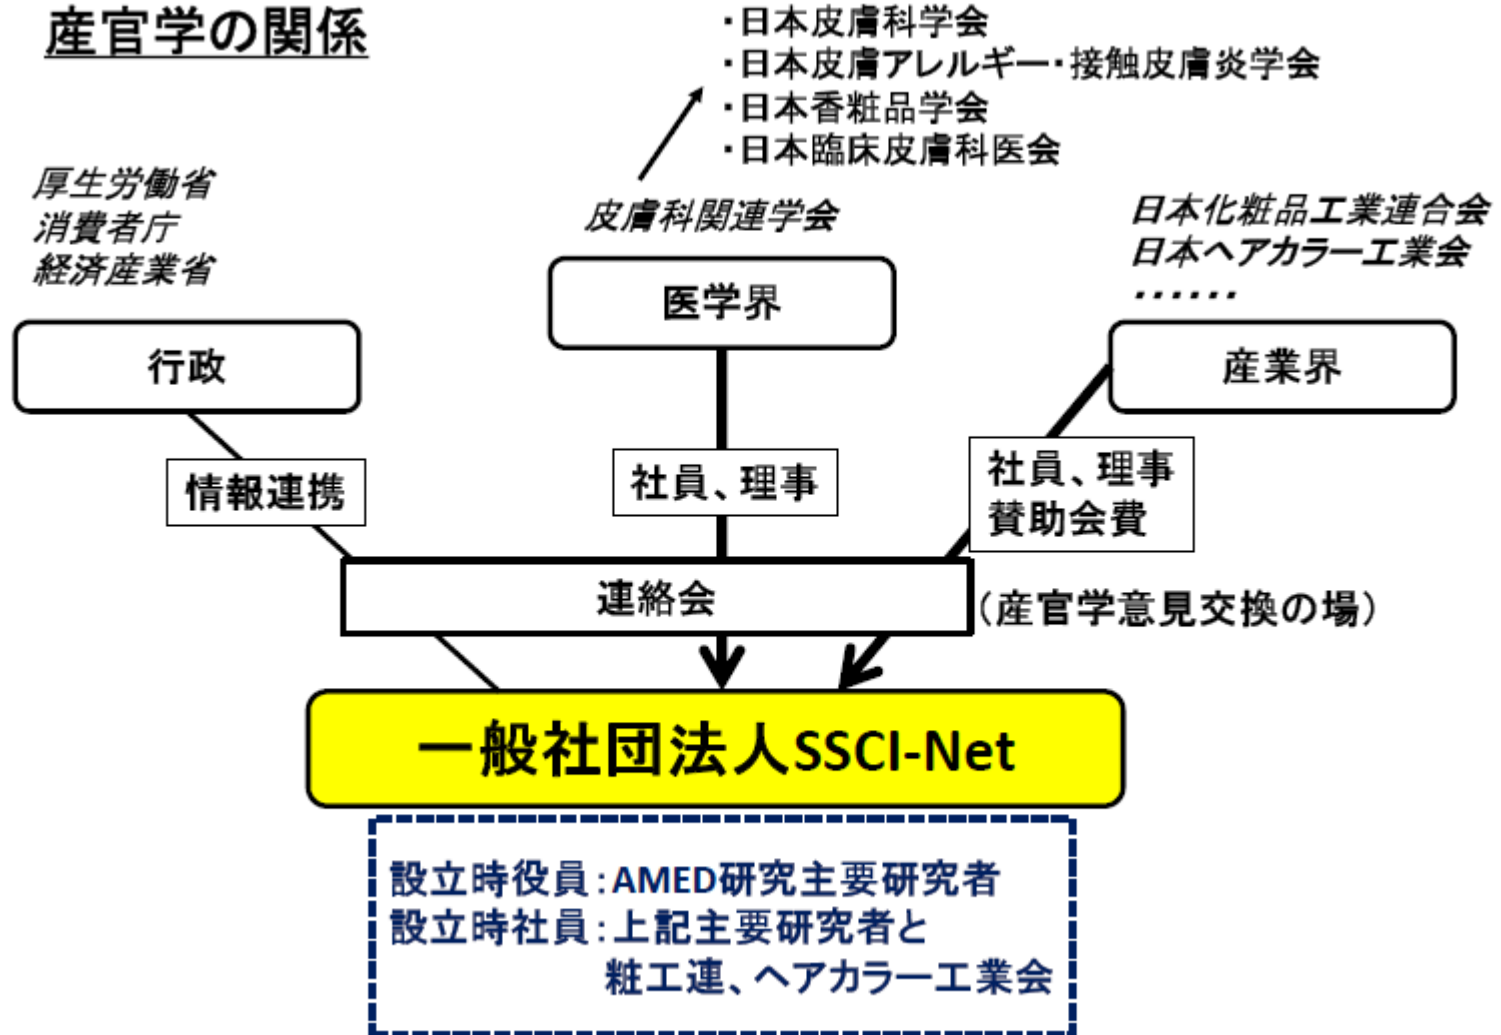 産官学の関係
・日本皮膚科学会
・日本皮膚アレルギー・接触皮膚炎学会
・日本香粧品学会
・日本臨床皮膚科医会
厚生労働省
消費者庁
経済産業省
皮膚科関連学会
日本化粧品工業連合会
日本ヘアカラー工業会
・・・・・・
行政
医学界
産業界
情報連携
社員、理事
社員、理事
賛助会費
連絡会
（産官学意見交換の場）
一般社団法人SSCI-Net
設立時役員：AMED研究主要研究者
設立時社員：上記主要研究者と
粧工連、ヘアカラー工業会